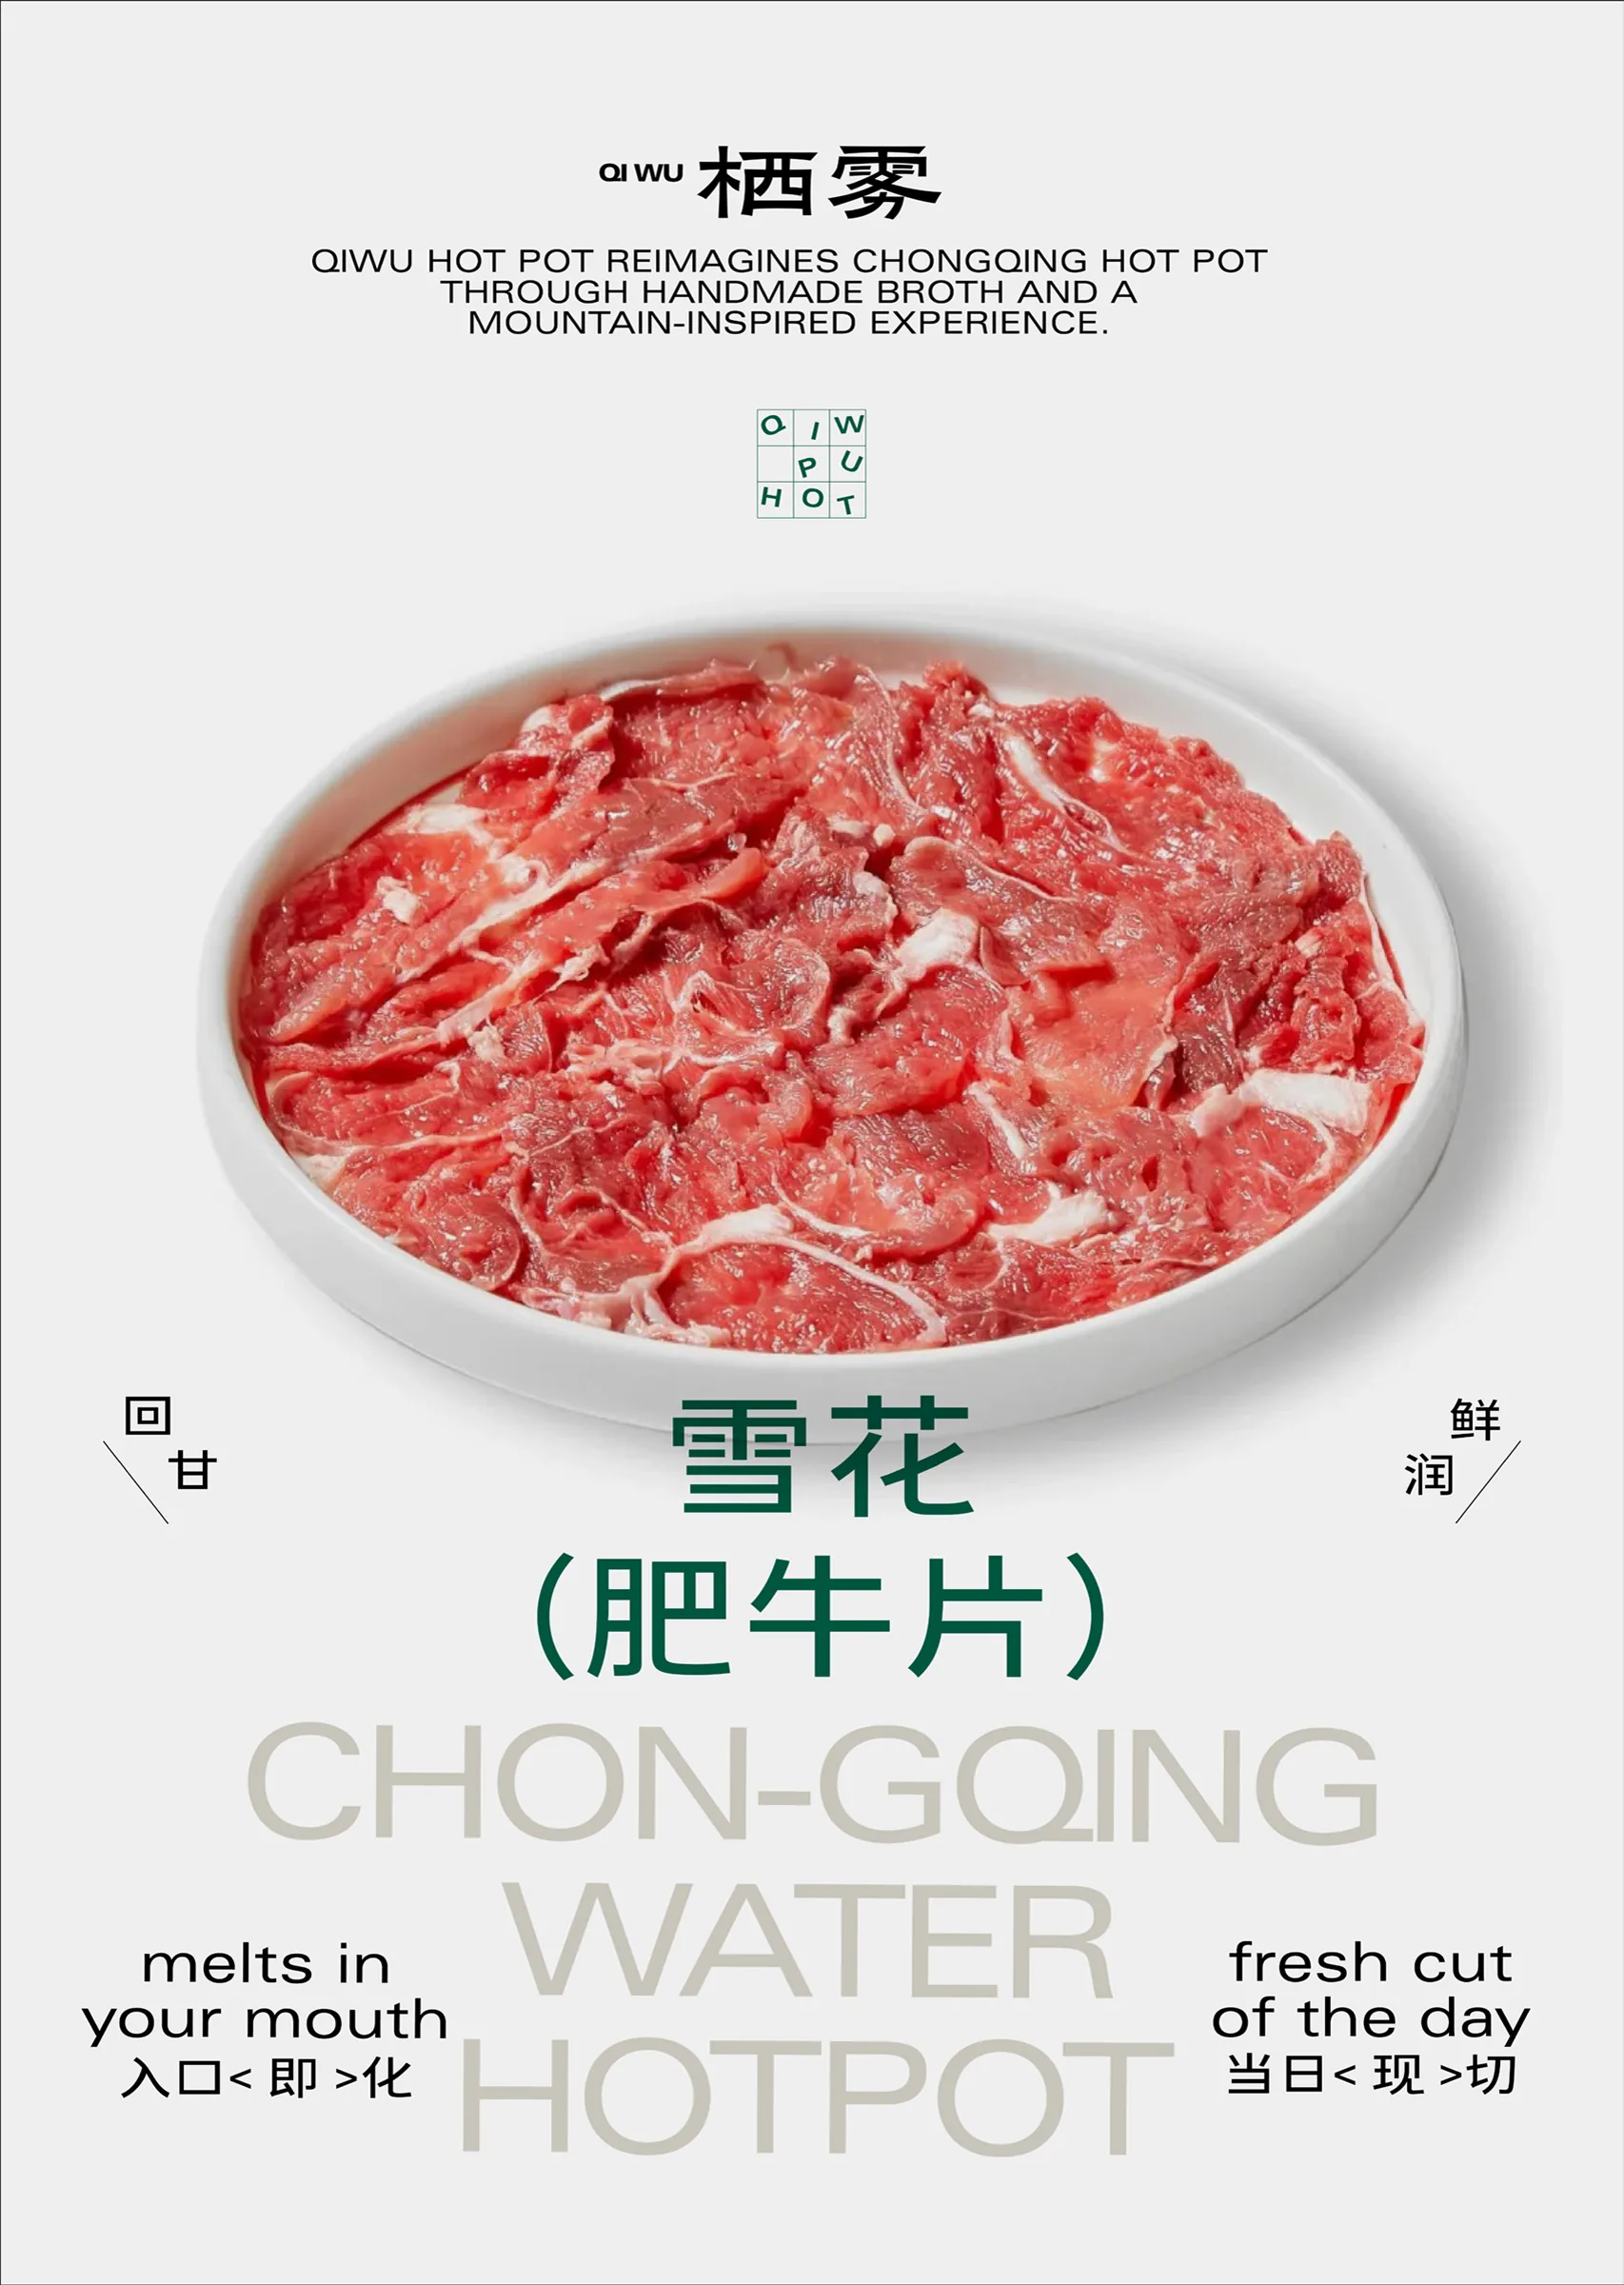 QI WU 栖雾
QIWU HOT POT REIMAGINES CHONGQING HOT POT
THROUGH HANDMADE BROTH AND A
MOUNTAIN-INSPIRED EXPERIENCE.
Q I W
P U
H O T
回甘
鲜润
雪花
（肥牛片）
CHON-GQING
WATER
HOTPOT
melts in
your mouth
入口< 即 >化
fresh cut
of the day
当日< 现 >切